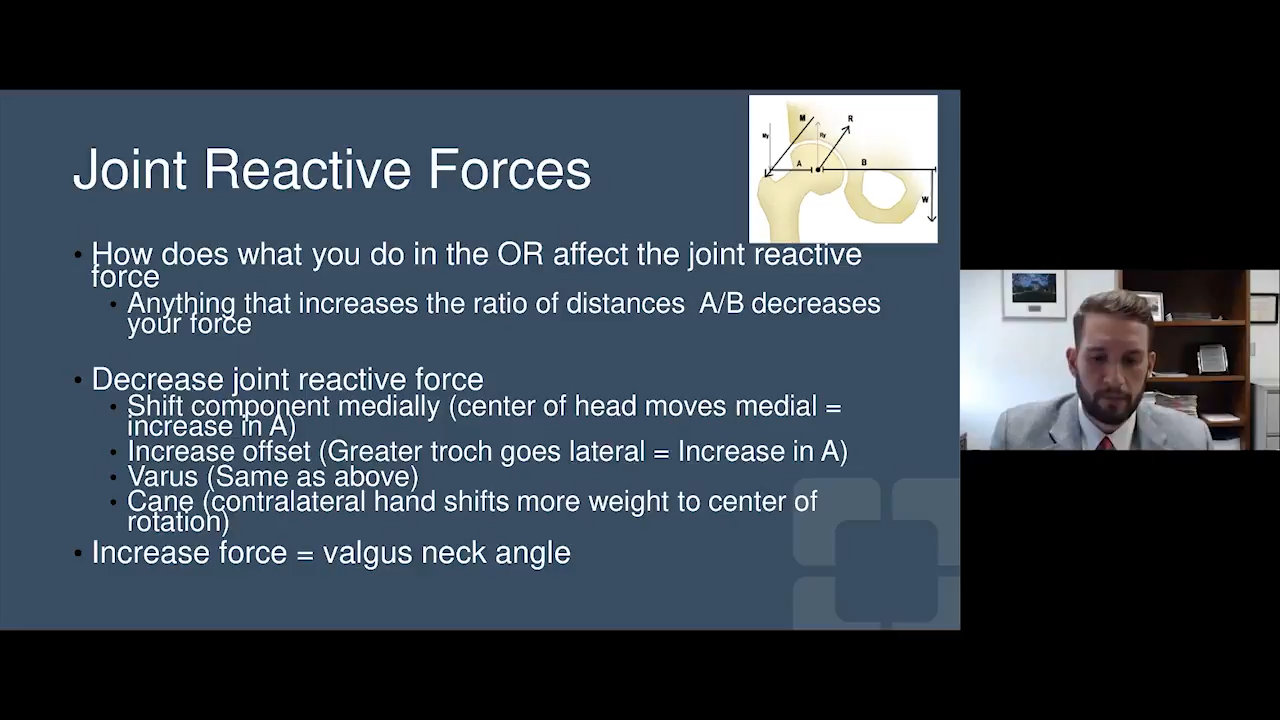 M
R
My
Ry
A
B
W
Joint Reactive Forces
• How does what you do in the OR affect the joint reactive
force
• Anything that increases the ratio of distances A/B decreases
your force
• Decrease joint reactive force
• Shift component medially (center of head moves medial =
increase in A)
• Increase offset (Greater troch goes lateral = Increase in A)
• Varus (Same as above)
• Cane (contralateral hand shifts more weight to center of
rotation)
• Increase force = valgus neck angle